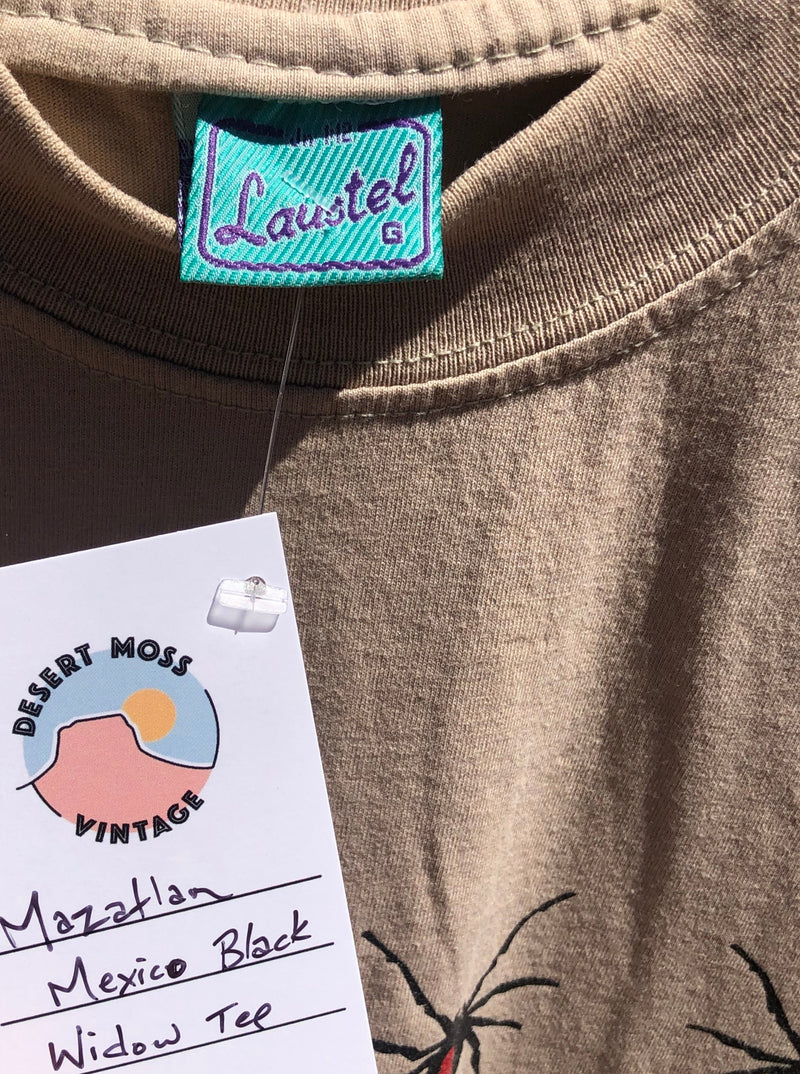 Laustel
G
DESERT MOSS
VINTAGE
Mazatlan
Mexico Black
Widow Tee